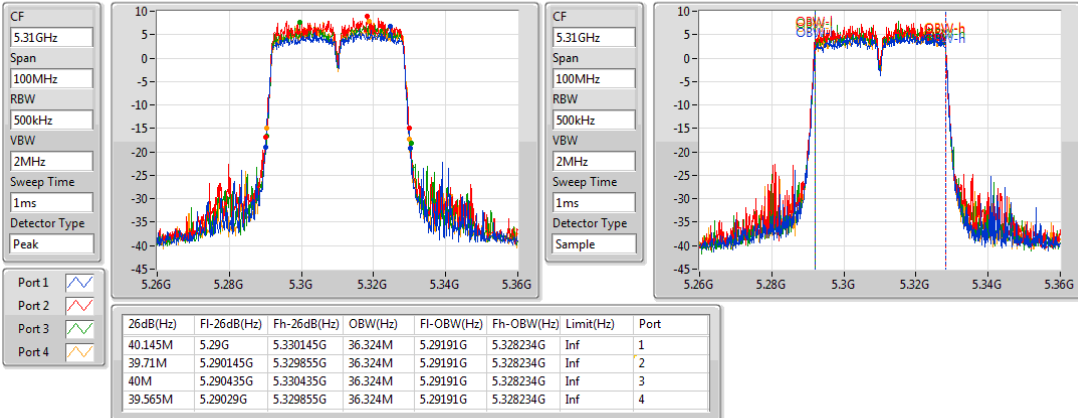 CF
5.31GHz
Span
100MHz
RBW
500kHz
VBW
2MHz
Sweep Time
1ms
Detector Type
Peak
10
5
0
-5
-10
-15
-20
-25
-30
-35
-40
-45
5.26G
5.28G
5.3G
5.32G
5.34G
5.36G
CF
5.31GHz
Span
100MHz
RBW
500kHz
VBW
2MHz
Sweep Time
1ms
Detector Type
Sample
10
5
0
-5
-10
-15
-20
-25
-30
-35
-40
-45
OBW-l
OBW-h
5.26G
5.28G
5.3G
5.32G
5.34G
5.36G
Port 1
Port 2
Port 3
Port 4
26dB(Hz) Fl-26dB(Hz) Fh-26dB(Hz) OBW(Hz) Fl-OBW(Hz) Fh-OBW(Hz) Limit(Hz) Port
40.145M 5.29G 5.330145G 36.324M 5.29191G 5.328234G Inf 1
39.71M 5.290145G 5.329855G 36.324M 5.29191G 5.328234G Inf 2
40M 5.290435G 5.330435G 36.324M 5.29191G 5.328234G Inf 3
39.565M 5.29029G 5.329855G 36.324M 5.29191G 5.328234G Inf 4